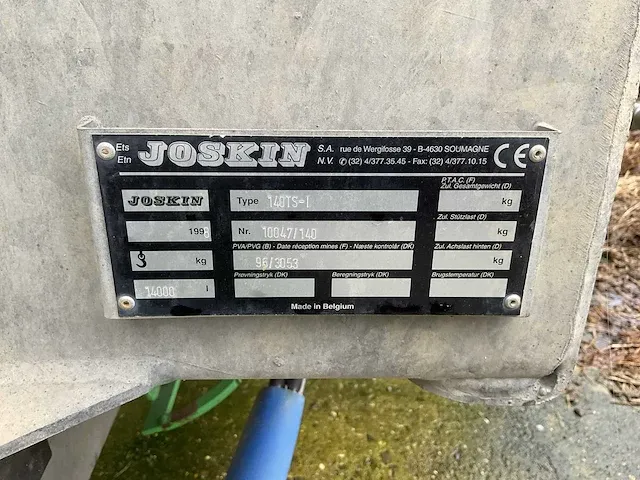 Ets
Etn
JOSKIN
S.A. rue de Wergifosse 39 - B-4630 SOUMAGNE
N.V. ✆ (32) 4/377.35.45 - Fax: (32) 4/377.10.15
CE
JOSKIN
Type 140TS-I
P.T.A.C. (F)
Zul. Gesamtgewicht (D)
kg
199
Nr. 10047/140
Zul. Stützlast (D)
kg
kg
PVA/PVG (B) - Date réception mines (F) - Næste kontrolår (DK)
96/3053
Zul. Achslast hinten (D)
kg
14000 l
Prøvningstryk (DK)
Beregningstryk (DK)
Brugstemperatur (DK)
Made in Belgium